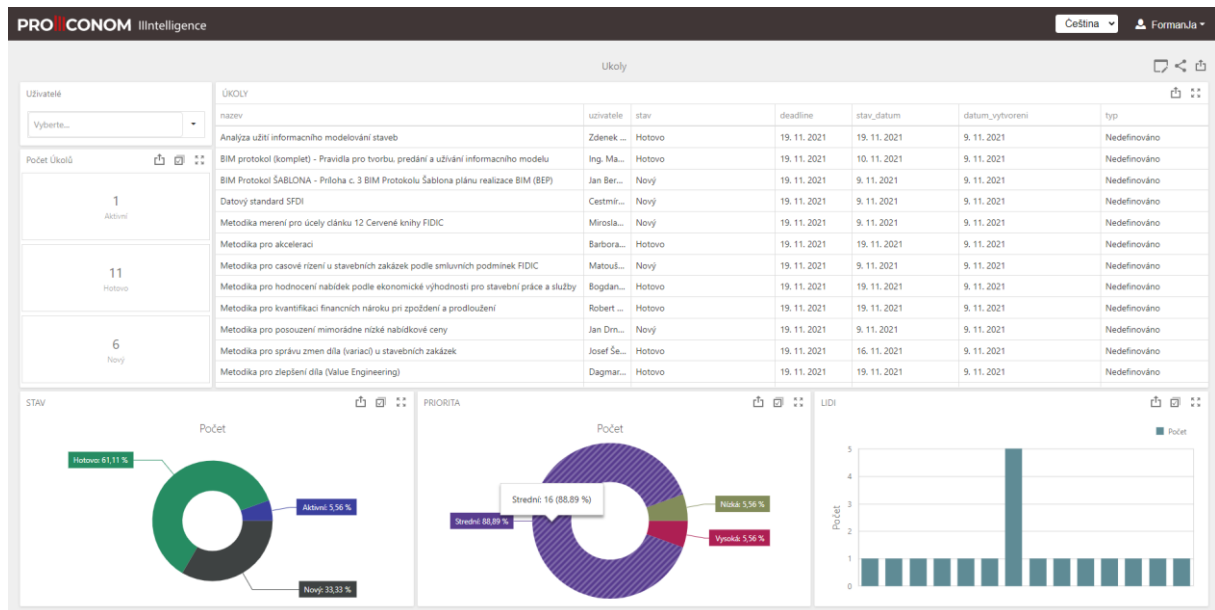 PRO CONOM IIIntelligence
Čeština
FormanJa
Ukoly
Uživatelé
Vyberte...
Počet Úkolů
1
Aktivní
11
Hotovo
6
Nový
ÚKOLY
nazev uzivatele stav deadline stav_datum datum_vytvoreni typ
Analýza užití informacního modelování staveb Zdenek ... Hotovo 19. 11. 2021 19. 11. 2021 9. 11. 2021 Nedefinováno
BIM protokol (komplet) - Pravidla pro tvorbu, predání a užívání informacního modelu Ing. Ma... Hotovo 19. 11. 2021 10. 11. 2021 9. 11. 2021 Nedefinováno
BIM Protokol ŠABLONA - Príloha c. 3 BIM Protokolu Šablona plánu realizace BIM (BEP) Jan Ber... Nový 19. 11. 2021 9. 11. 2021 9. 11. 2021 Nedefinováno
Datový standard SFDI Cestmír... Nový 19. 11. 2021 9. 11. 2021 9. 11. 2021 Nedefinováno
Metodika merení pro úcely clánku 12 Cervené knihy FIDIC Mirosla... Nový 19. 11. 2021 9. 11. 2021 9. 11. 2021 Nedefinováno
Metodika pro akceleraci Barbora... Hotovo 19. 11. 2021 19. 11. 2021 9. 11. 2021 Nedefinováno
Metodika pro casové rízení u stavebních zakázek podle smluvních podmínek FIDIC Matouš... Nový 19. 11. 2021 9. 11. 2021 9. 11. 2021 Nedefinováno
Metodika pro hodnocení nabídek podle ekonomické výhodnosti pro stavební práce a služby Bogdan... Hotovo 19. 11. 2021 19. 11. 2021 9. 11. 2021 Nedefinováno
Metodika pro kvantifikaci financních nároku pri zpoždení a prodloužení Robert ... Hotovo 19. 11. 2021 19. 11. 2021 9. 11. 2021 Nedefinováno
Metodika pro posouzení mimorádne nízké nabídkové ceny Jan Drn... Nový 19. 11. 2021 9. 11. 2021 9. 11. 2021 Nedefinováno
Metodika pro správu zmen díla (variací) u stavebních zakázek Josef Še... Hotovo 19. 11. 2021 16. 11. 2021 9. 11. 2021 Nedefinováno
Metodika pro zlepšení díla (Value Engineering) Dagmar... Hotovo 19. 11. 2021 19. 11. 2021 9. 11. 2021 Nedefinováno
STAV
Počet
Hotovo: 61,11 %
Aktivní: 5,56 %
Nový: 33,33 %
PRIORITA
Počet
Strední: 16 (88.89 %)
Strední: 88,89 %
Nízká: 5,56 %
Vysoká: 5,56 %
LIDI
Počet
Počet
5
4
3
2
1
0